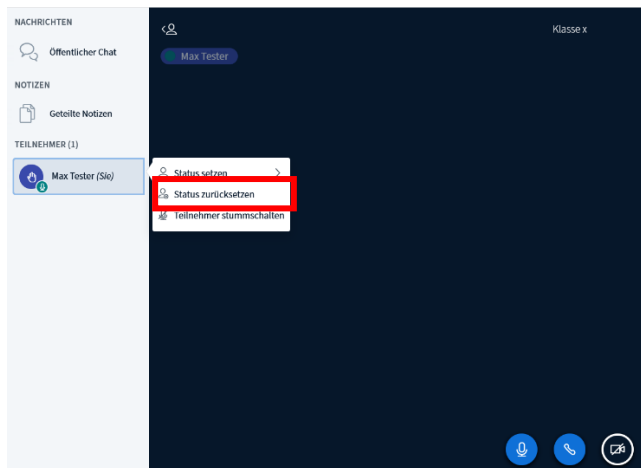 NACHRICHTEN
Öffentlicher Chat
NOTIZEN
Geteilte Notizen
TEILNEHMER (1)
Max Tester (Sie)
Klasse x
Max Tester
Status setzen
Status zurücksetzen
Teilnehmer stummschalten